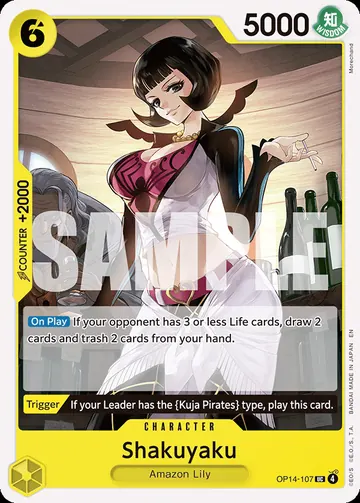 6
5000
知
WISDOM
Morechand
COUNTER +2000
SAMPLE
On Play If your opponent has 3 or less Life cards, draw 2
cards and trash 2 cards from your hand.
Trigger If your Leader has the {Kuja Pirates} type, play this card.
CHARACTER
Shakuyaku
Amazon Lily
OP14-107 UC 4
©E.O./S. ©E.O./S., T.A. BANDAI MADE IN JAPAN EN